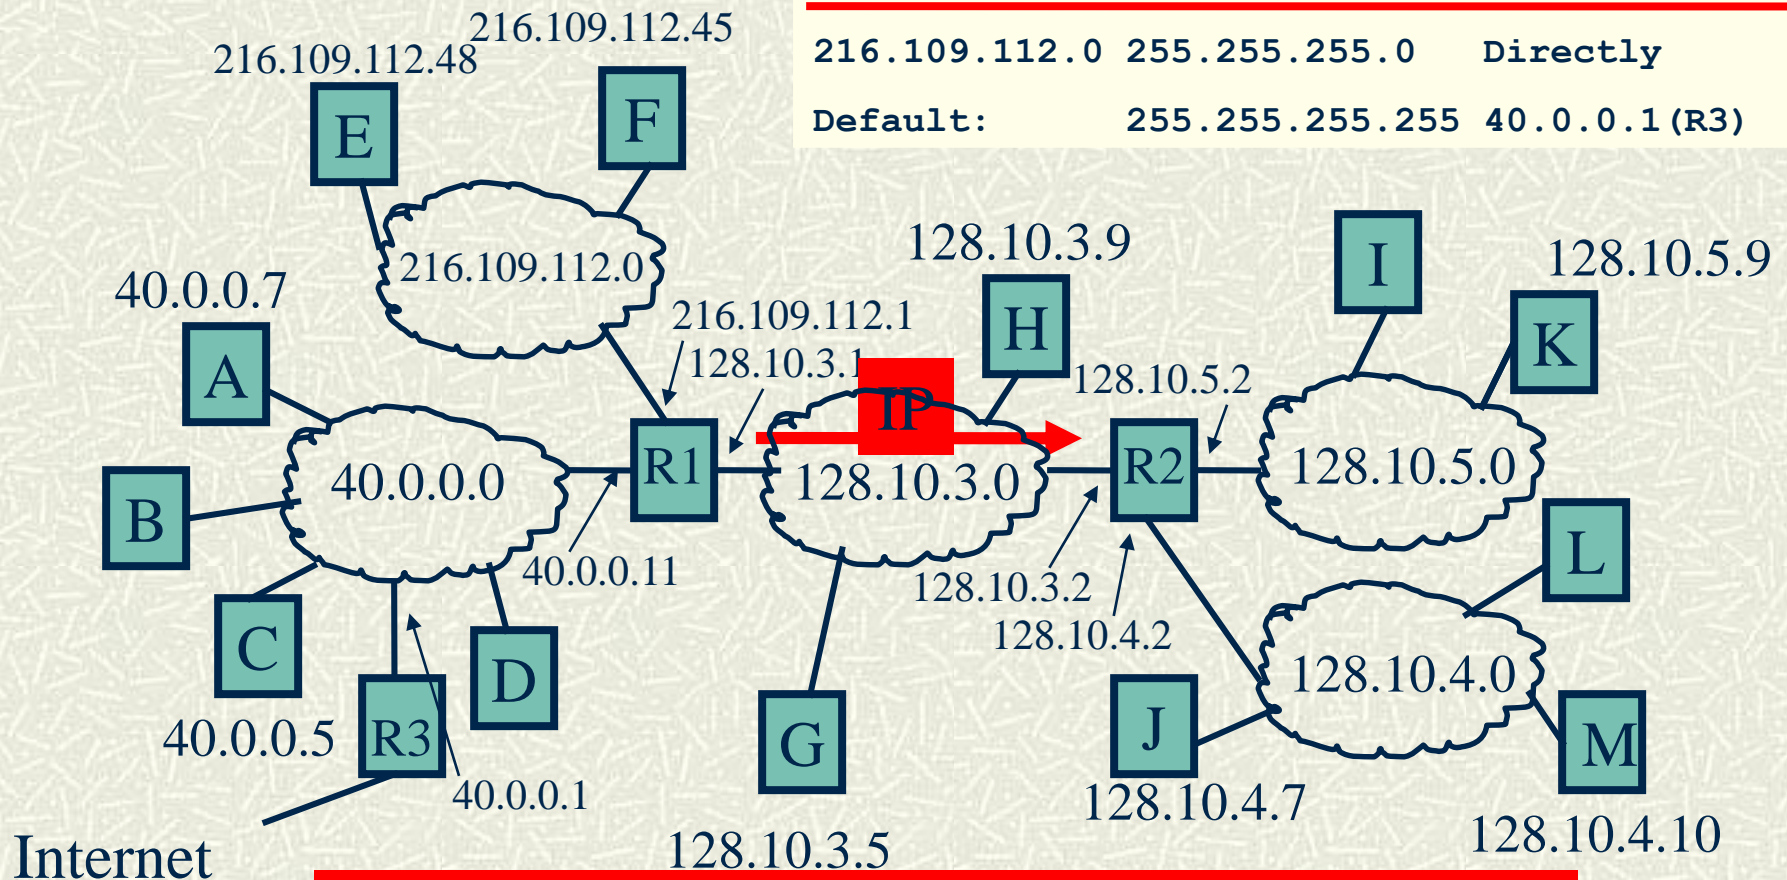 216.109.112.45
216.109.112.48
216.109.112.0 255.255.255.0 Directly
Default: 255.255.255.255 40.0.0.1(R3)
E
F
216.109.112.0
128.10.3.9
I
128.10.5.9
40.0.0.7
216.109.112.1
H
K
A
128.10.3.1
IP
128.10.5.2
40.0.0.0
R1
128.10.3.0
R2
128.10.5.0
B
40.0.0.11
128.10.3.2
L
C
128.10.4.2
D
128.10.4.0
40.0.0.5
R3
G
J
M
40.0.0.1
128.10.4.7
Internet
128.10.3.5
128.10.4.10